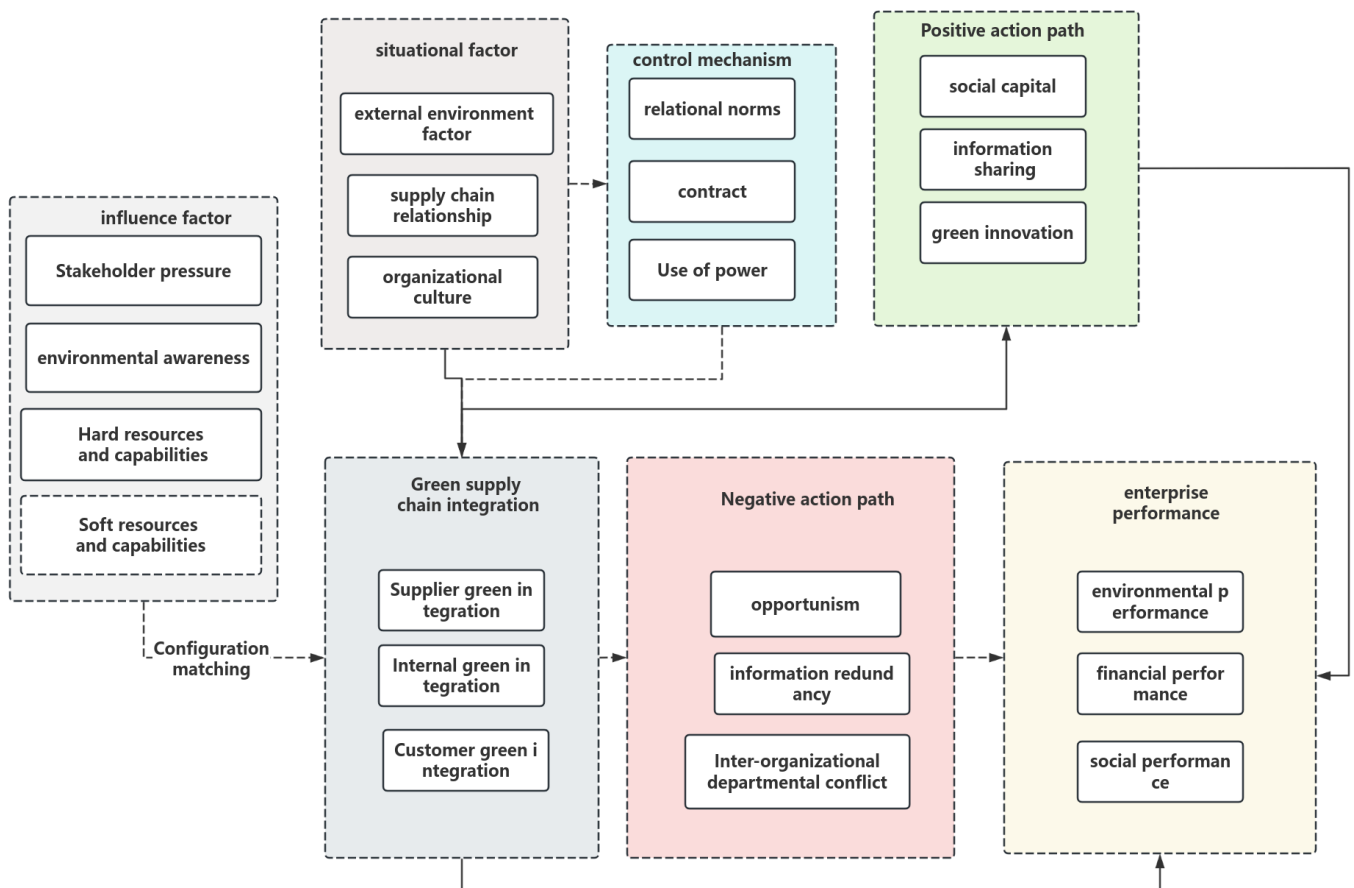 situational factor
external environment
factor
supply chain
relationship
organizational
culture
control mechanism
relational norms
contract
Use of power
Positive action path
social capital
information
sharing
green innovation
influence factor
Stakeholder pressure
environmental awareness
Hard resources
and capabilities
Soft resources
and capabilities
Configuration
matching
Green supply
chain integration
Supplier green in
tegration
Internal green in
tegration
Customer green i
ntegration
Negative action path
opportunism
information redund
ancy
Inter-organizational
departmental conflict
enterprise
performance
environmental p
erformance
financial perfor
mance
social performan
ce